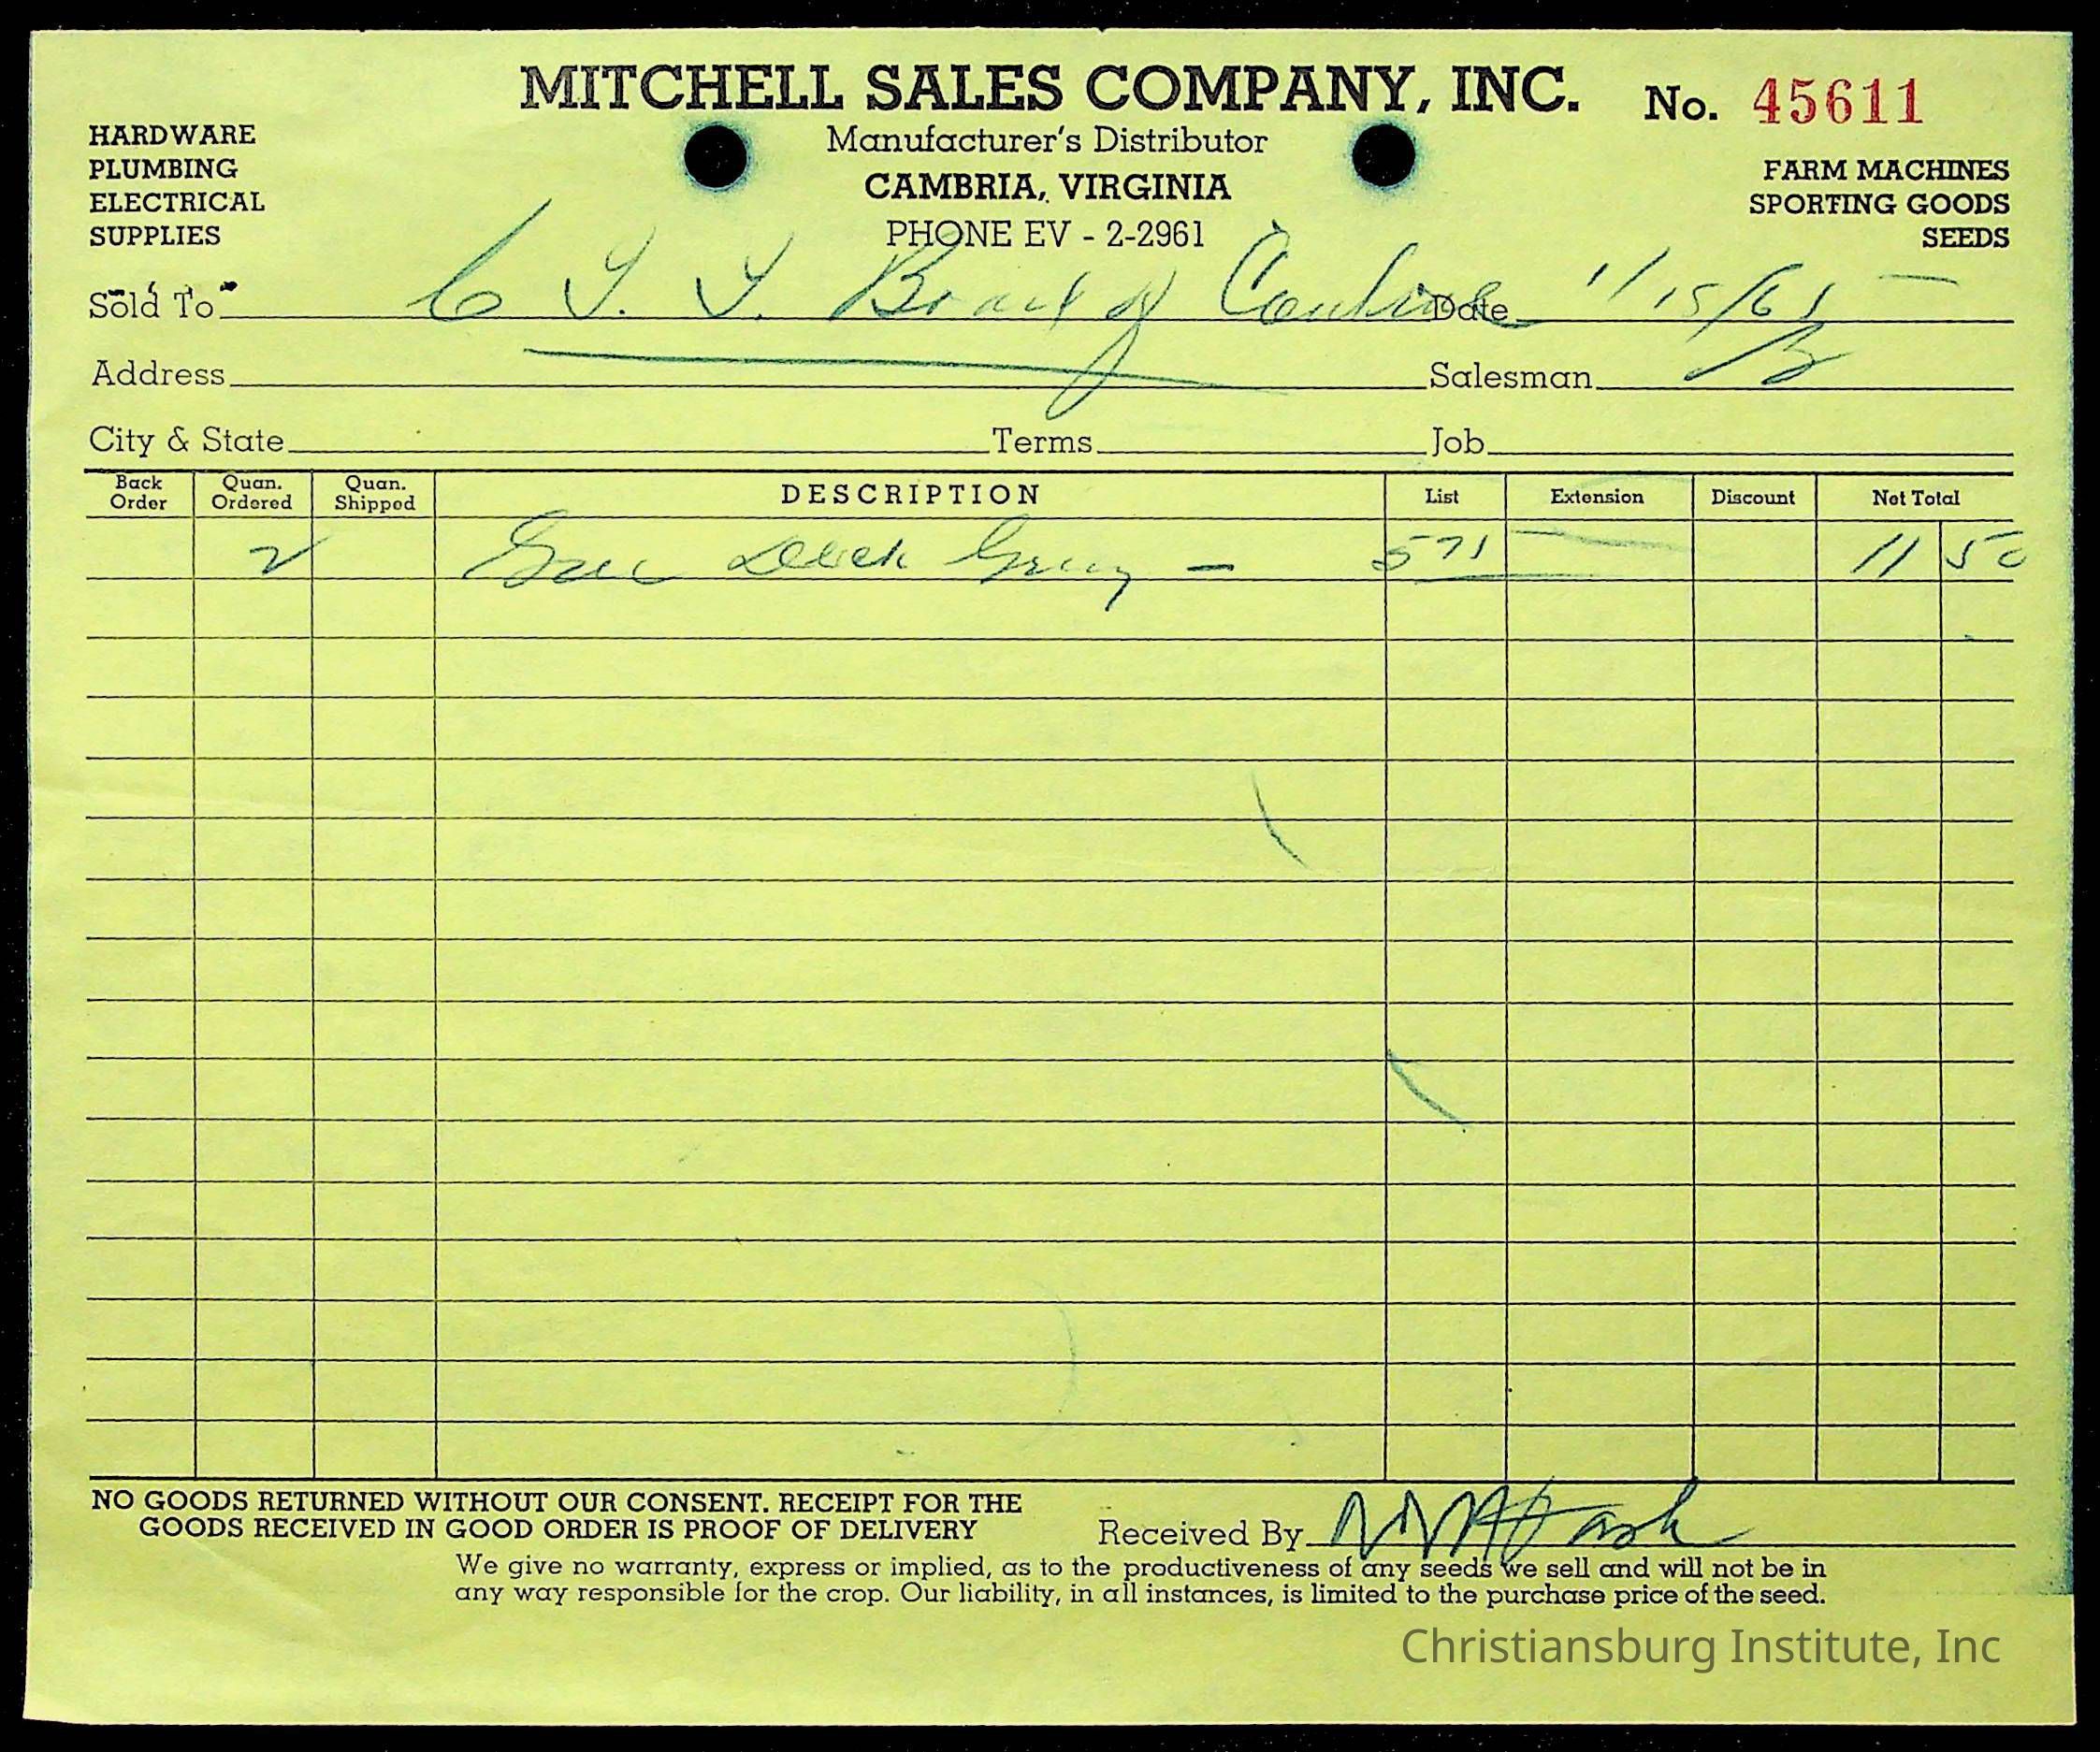 MITCHELL SALES COMPANY, INC. No. 45611
HARDWARE
PLUMBING
ELECTRICAL
SUPPLIES
Manufacturer's Distributor
CAMBRIA, VIRGINIA
PHONE EV - 2-2961
FARM MACHINES
SPORTING GOODS
SEEDS
Sold To Board of Control Date 1/15/65
Address Salesman
City & State Terms Job
Back Order Quan. Ordered Quan. Shipped DESCRIPTION List Extension Discount Net Total
2 Gal Deck Gray - 575 11 50
NO GOODS RETURNED WITHOUT OUR CONSENT. RECEIPT FOR THE
GOODS RECEIVED IN GOOD ORDER IS PROOF OF DELIVERY
Received By
We give no warranty, express or implied, as to the productiveness of any seeds we sell and will not be in
any way responsible for the crop. Our liability, in all instances, is limited to the purchase price of the seed.
Christiansburg Institute, Inc